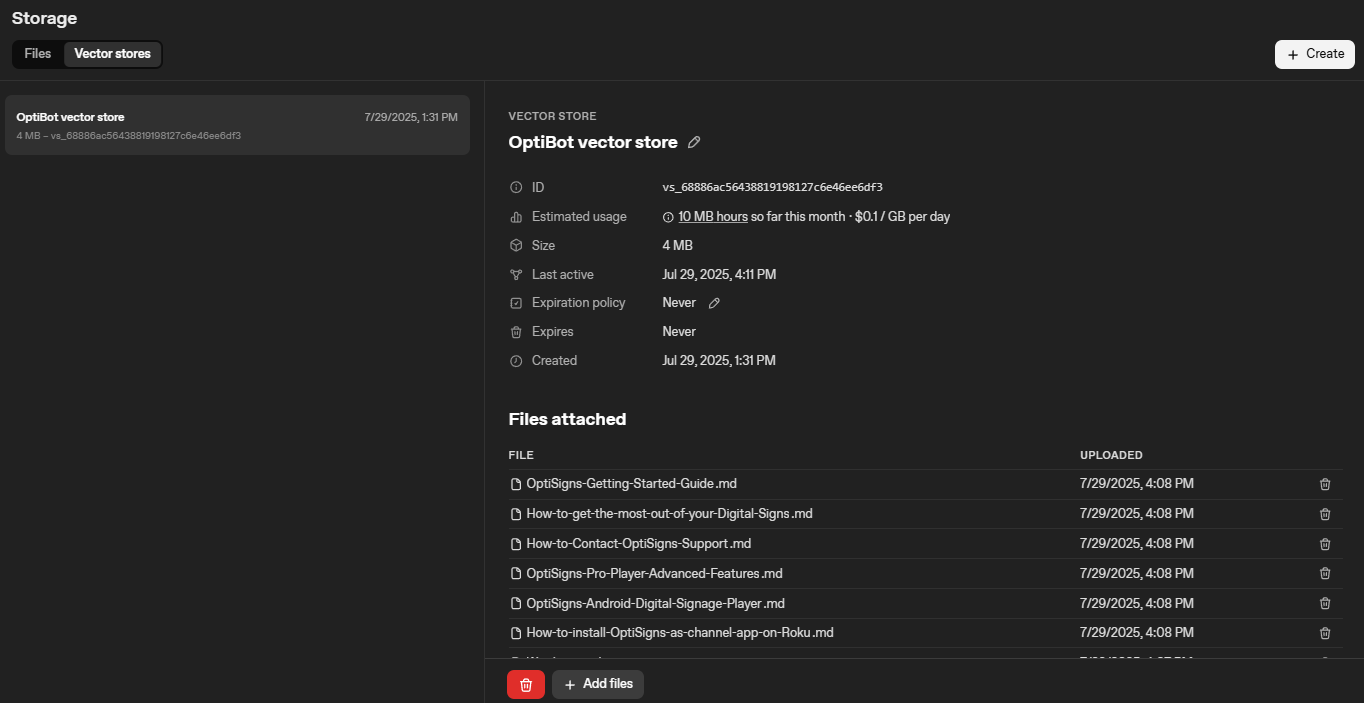 Storage
Files Vector stores
+ Create
OptiBot vector store 7/29/2025, 1:31 PM
4 MB – vs_68886ac56438819198127c6e46ee6df3
VECTOR STORE
OptiBot vector store
ID vs_68886ac56438819198127c6e46ee6df3
Estimated usage 10 MB hours so far this month · $0.1 / GB per day
Size 4 MB
Last active Jul 29, 2025, 4:11 PM
Expiration policy Never
Expires Never
Created Jul 29, 2025, 1:31 PM
Files attached
FILE UPLOADED
OptiSigns-Getting-Started-Guide.md 7/29/2025, 4:08 PM
How-to-get-the-most-out-of-your-Digital-Signs.md 7/29/2025, 4:08 PM
How-to-Contact-OptiSigns-Support.md 7/29/2025, 4:08 PM
OptiSigns-Pro-Player-Advanced-Features.md 7/29/2025, 4:08 PM
OptiSigns-Android-Digital-Signage-Player.md 7/29/2025, 4:08 PM
How-to-install-OptiSigns-as-channel-app-on-Roku.md 7/29/2025, 4:08 PM
+ Add files